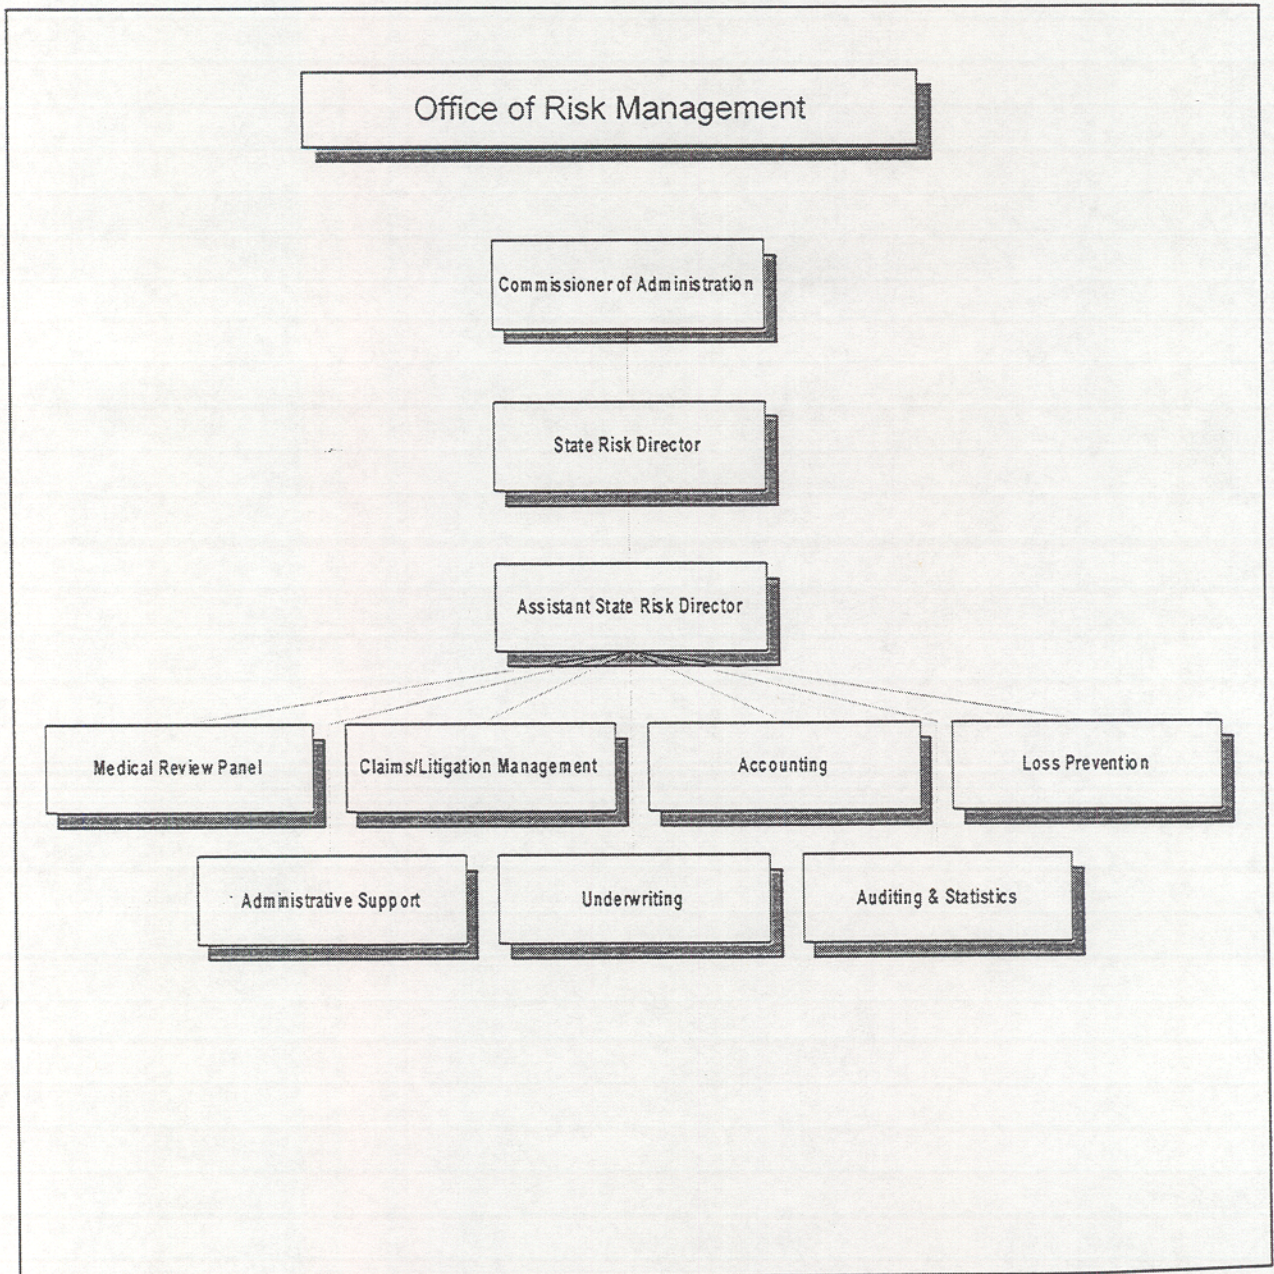 Office of Risk Management
Commissioner of Administration
State Risk Director
Assistant State Risk Director
Medical Review Panel
Claims/Litigation Management
Accounting
Loss Prevention
Administrative Support
Underwriting
Auditing & Statistics